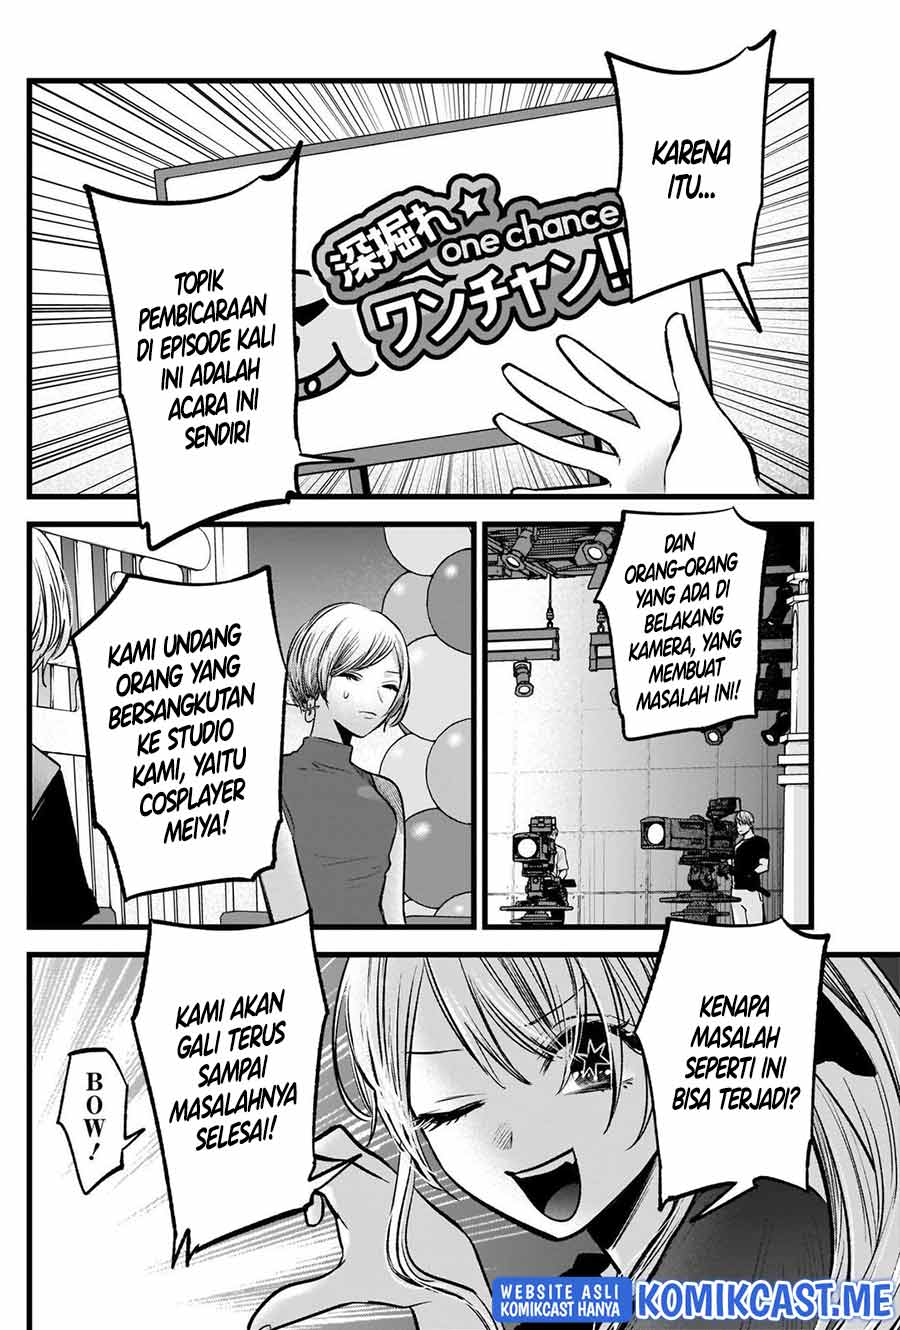 KARENA
ITU...
深掘れ☆
one chance
ワンチャン!!
TOPIK
PEMBICARAAN
DI EPISODE KALI
INI ADALAH
ACARA INI
SENDIRI
DAN
ORANG-ORANG
YANG ADA DI
BELAKANG
KAMERA, YANG
MEMBUAT
MASALAH INI!
KAMI UNDANG
ORANG YANG
BERSANGKUTAN
KE STUDIO
KAMI, YAITU
COSPLAYER
MEIYA!
KENAPA
MASALAH
SEPERTI INI
BISA TERJADI?
KAMI AKAN
GALI TERUS
SAMPAI
MASALAHNYA
SELESAI!
BOW!
WEBSITE ASLI
KOMIKCAST HANYA
KOMIKCAST.ME